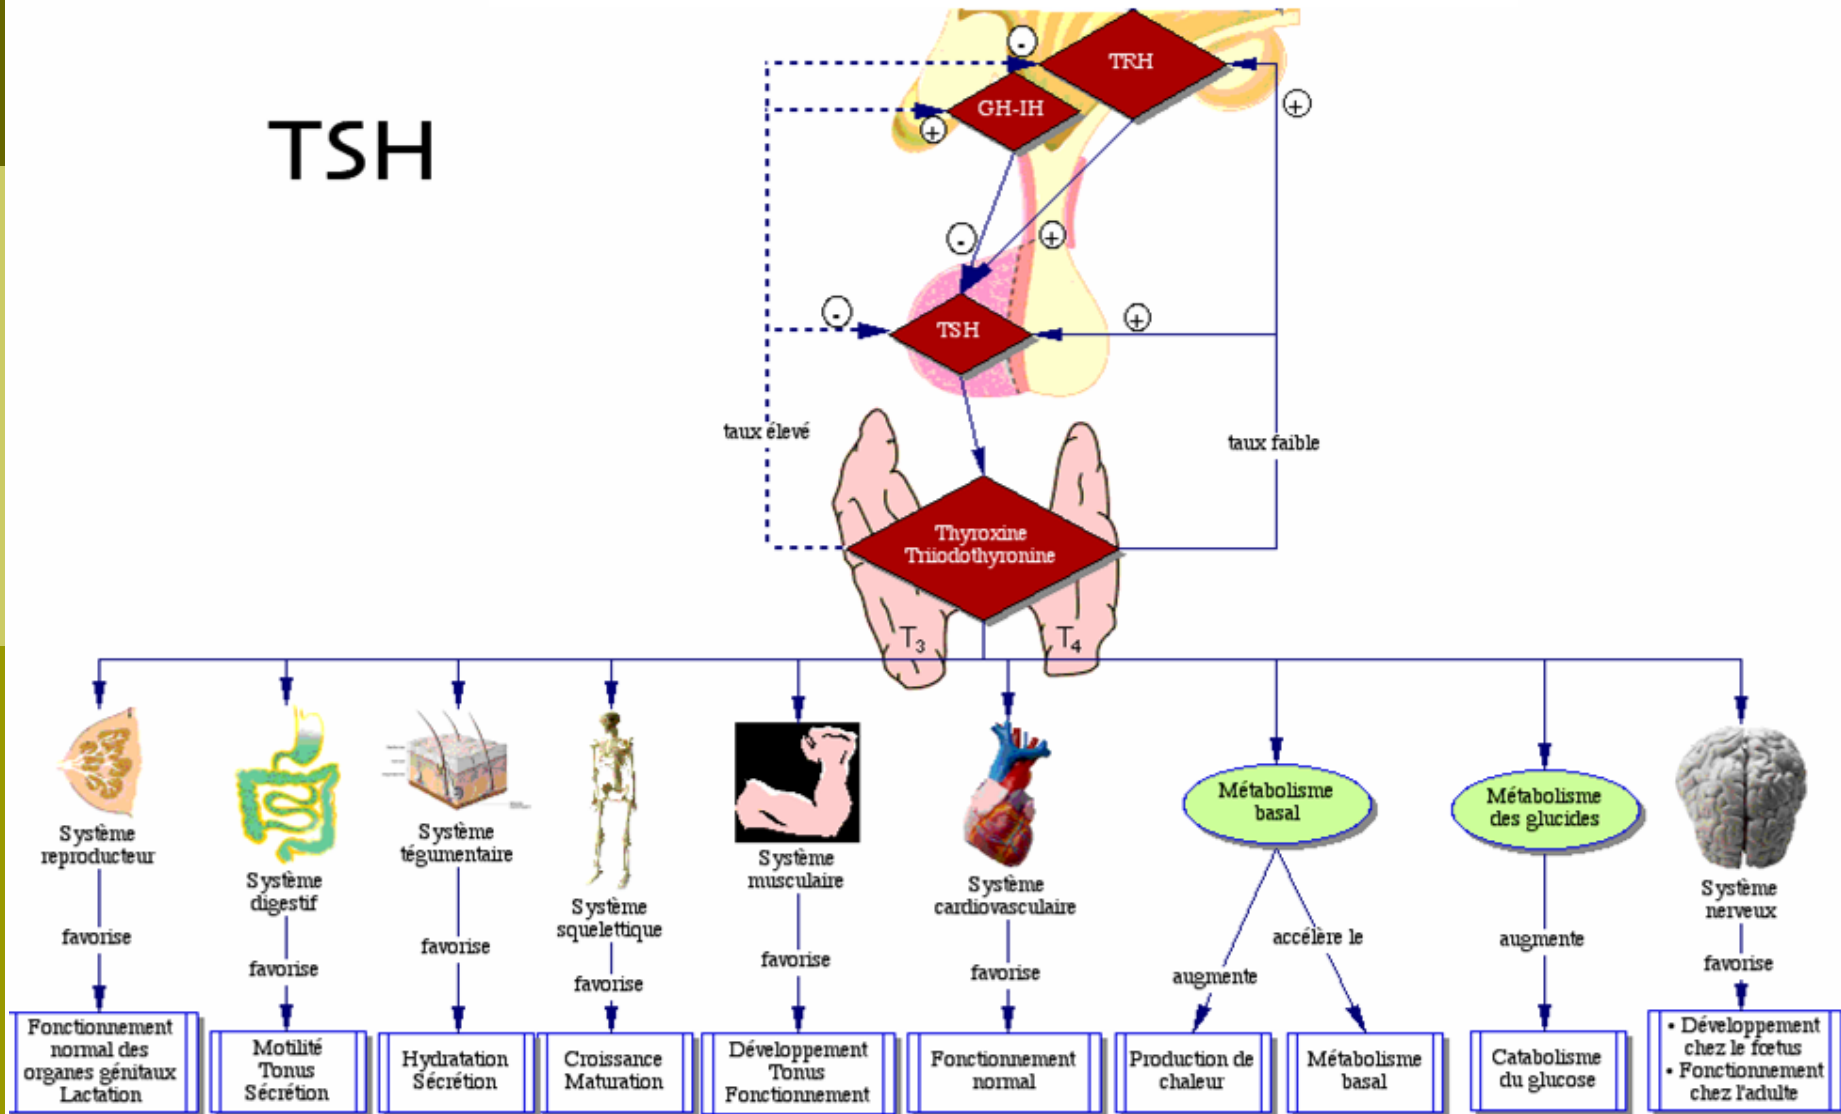 TSH
-
TRH
GH-IH
+
+
-
+
-
TSH
+
taux élevé
taux faible
Thyroxine
Triiodothyronine
T3
T4
Système
reproducteur
favorise
Fonctionnement
normal des
organes génitaux
Lactation
Système
digestif
favorise
Motilité
Tonus
Sécrétion
Système
tégumentaire
favorise
Hydratation
Sécrétion
Système
squelettique
favorise
Croissance
Maturation
Système
musculaire
favorise
Développement
Tonus
Fonctionnement
Système
cardiovasculaire
favorise
Fonctionnement
normal
Métabolisme
basal
augmente
accélère le
Production de
chaleur
Métabolisme
basal
Métabolisme
des glucides
augmente
Catabolisme
du glucose
Système
nerveux
favorise
• Développement
chez le fœtus
• Fonctionnement
chez l'adulte